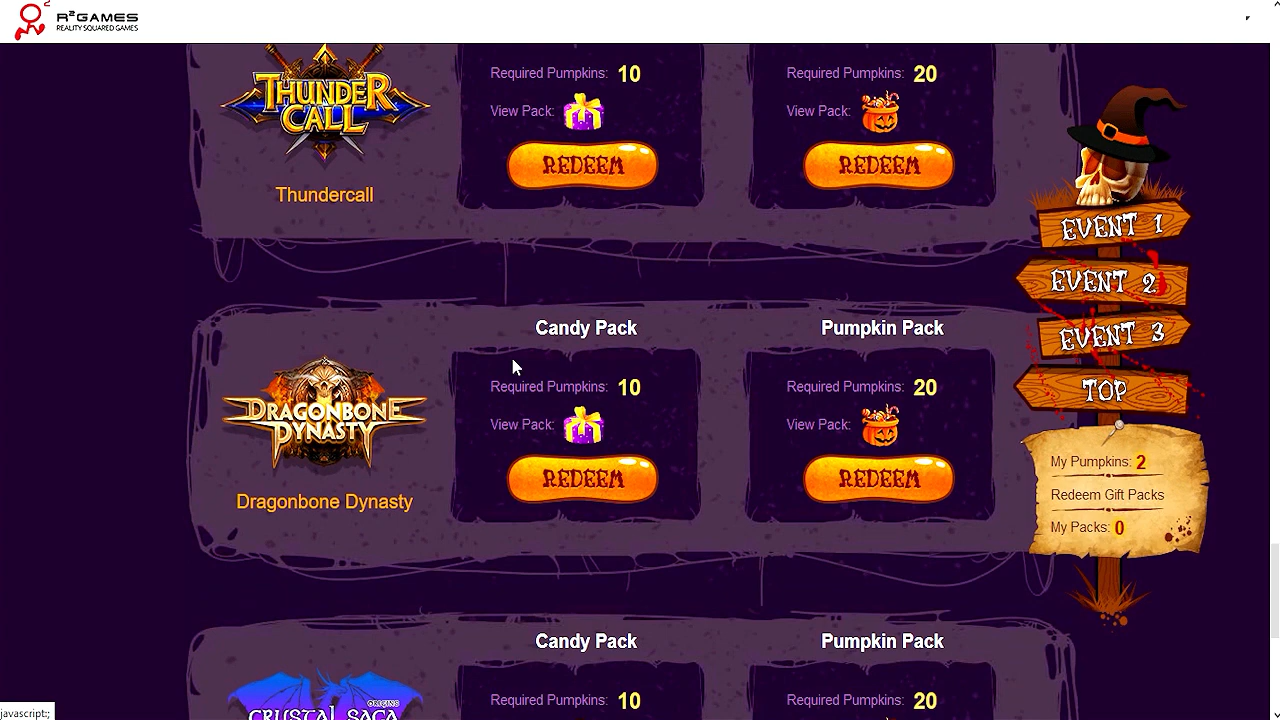 R²GAMES
REALITY SQUARED GAMES
THUNDER
CALL
Thundercall
Required Pumpkins: 10
View Pack:
REDEEM
Required Pumpkins: 20
View Pack:
REDEEM
DRAGONBONE
DYNASTY
Dragonbone Dynasty
Candy Pack
Required Pumpkins: 10
View Pack:
REDEEM
Pumpkin Pack
Required Pumpkins: 20
View Pack:
REDEEM
ORIGINS
CRYSTAL SAGA
Candy Pack
Required Pumpkins: 10
Pumpkin Pack
Required Pumpkins: 20
EVENT 1
EVENT 2
EVENT 3
TOP
My Pumpkins: 2
Redeem Gift Packs
My Packs: 0
javascript:;